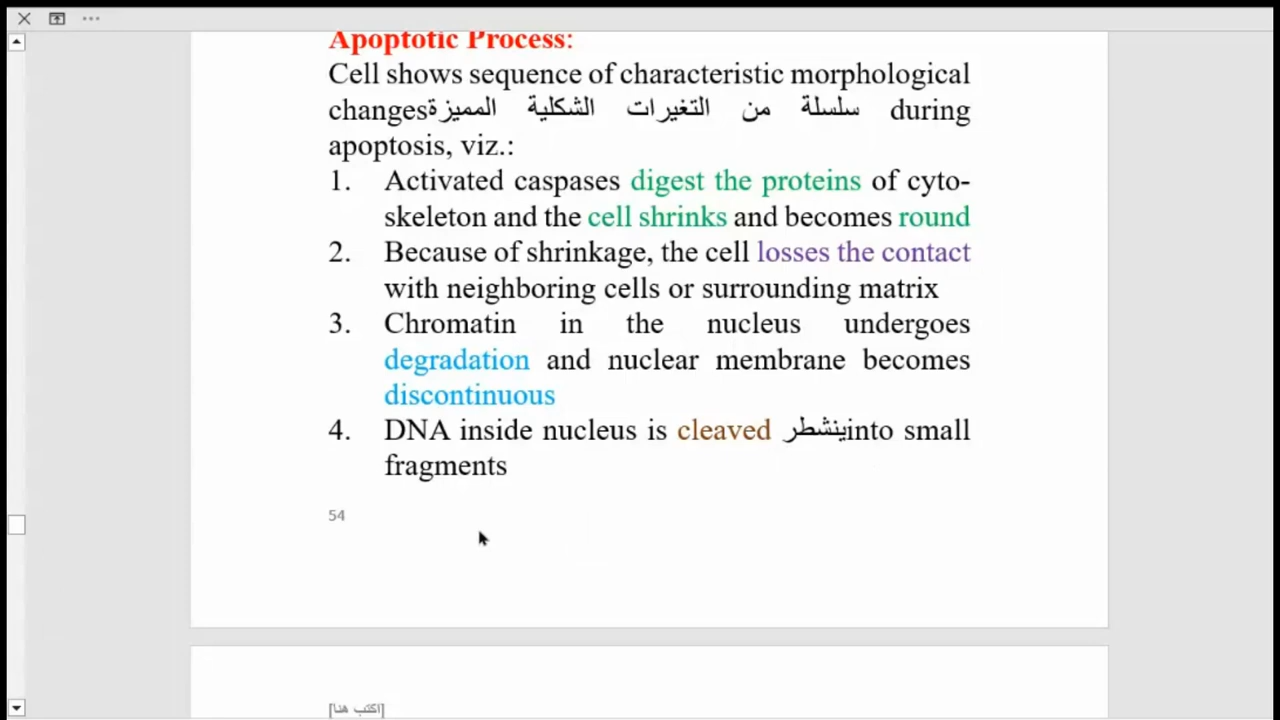 Apoptotic Process:
Cell shows sequence of characteristic morphological
changesسلسلة من التغيرات الشكلية المميزة during
apoptosis, viz.:
1. Activated caspases digest the proteins of cyto-
skeleton and the cell shrinks and becomes round
2. Because of shrinkage, the cell losses the contact
with neighboring cells or surrounding matrix
3. Chromatin in the nucleus undergoes
degradation and nuclear membrane becomes
discontinuous
4. DNA inside nucleus is cleaved ينشطرinto small
fragments
54
[اكتب هنا]